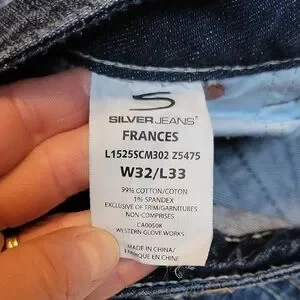 SILVER JEANS®
FRANCES
L1525SCM302 Z5475
W32/L33
99% COTTON/COTON
1% SPANDEX
EXCLUSIVE OF TRIM/GARNITURES
NON-COMPRISES
CA00508
WESTERN GLOVE WORKS
MADE IN CHINA/
FABRIQUE EN CHINE